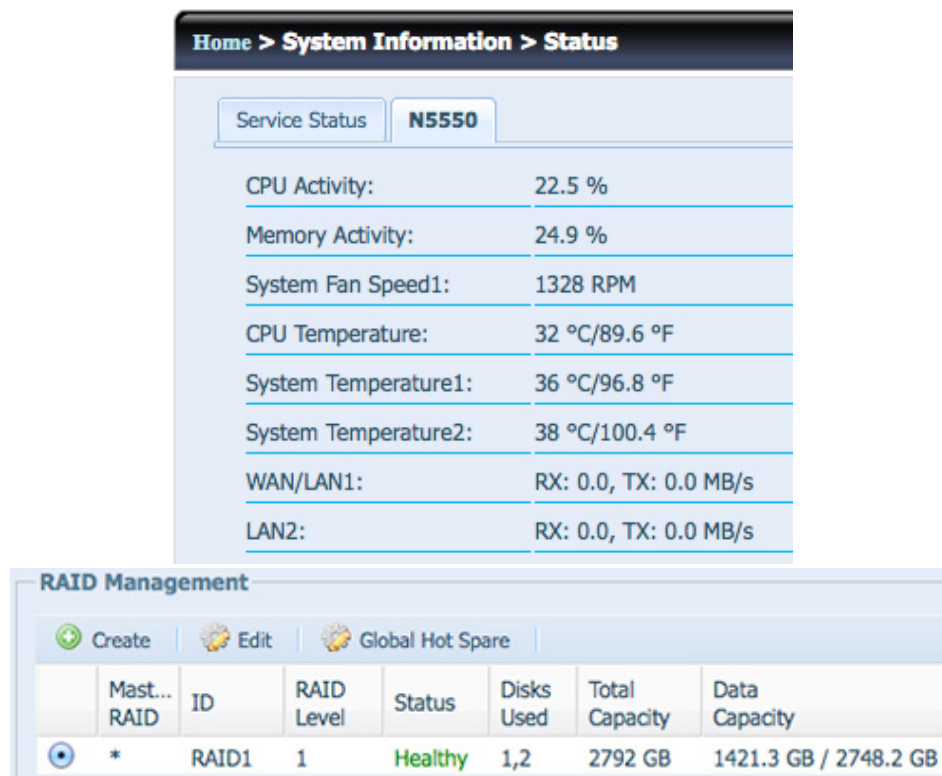 Home > System Information > Status
Service Status N5550
CPU Activity: 22.5 %
Memory Activity: 24.9 %
System Fan Speed1: 1328 RPM
CPU Temperature: 32 °C/89.6 °F
System Temperature1: 36 °C/96.8 °F
System Temperature2: 38 °C/100.4 °F
WAN/LAN1: RX: 0.0, TX: 0.0 MB/s
LAN2: RX: 0.0, TX: 0.0 MB/s
RAID Management
Create Edit Global Hot Spare
Mast... RAID ID RAID Level Status Disks Used Total Capacity Data Capacity
* RAID1 1 Healthy 1,2 2792 GB 1421.3 GB / 2748.2 GB